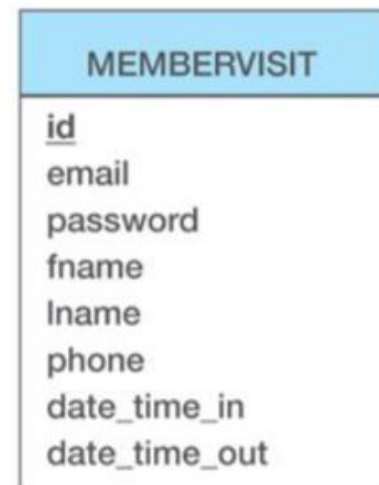 MEMBERVISIT
id
email
password
fname
lname
phone
date_time_in
date_time_out